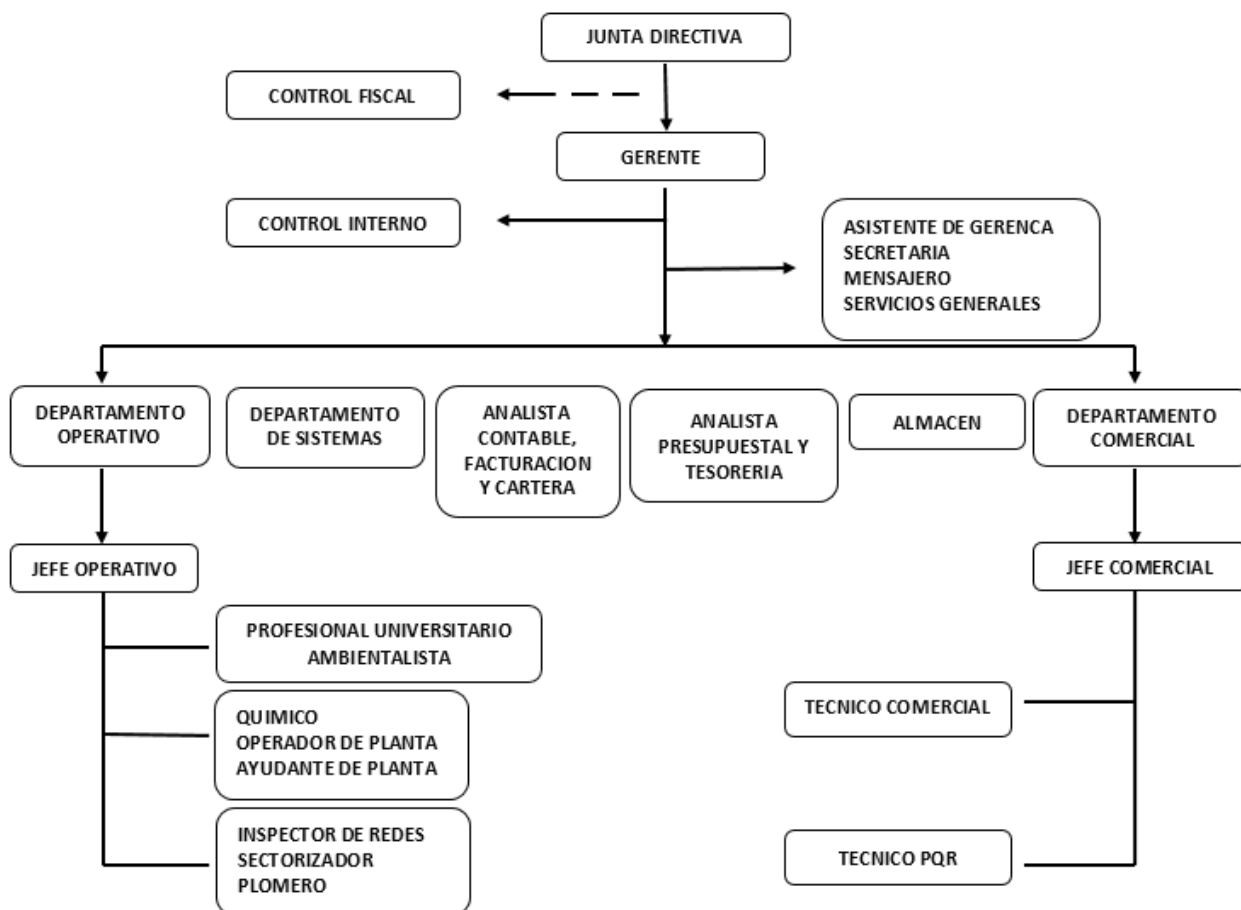 JUNTA DIRECTIVA
CONTROL FISCAL
GERENTE
CONTROL INTERNO
ASISTENTE DE GERENCA
SECRETARIA
MENSAJERO
SERVICIOS GENERALES
DEPARTAMENTO
OPERATIVO
DEPARTAMENTO
DE SISTEMAS
ANALISTA
CONTABLE,
FACTURACION
Y CARTERA
ANALISTA
PRESUPUESTAL Y
TESORERIA
ALMACEN
DEPARTAMENTO
COMERCIAL
JEFE OPERATIVO
JEFE COMERCIAL
PROFESIONAL UNIVERSITARIO
AMBIENTALISTA
QUIMICO
OPERADOR DE PLANTA
AYUDANTE DE PLANTA
TECNICO COMERCIAL
INSPECTOR DE REDES
SECTORIZADOR
PLOMERO
TECNICO PQR